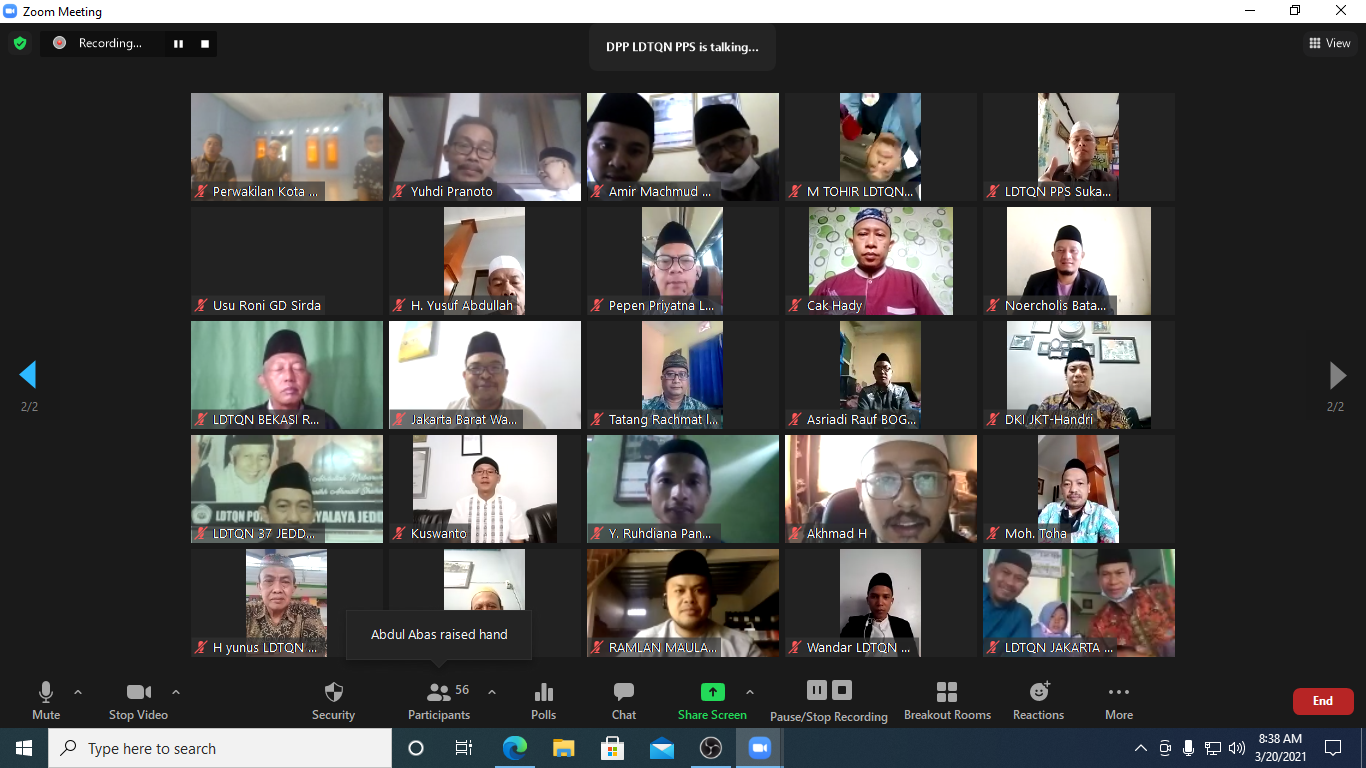 Zoom Meeting
Recording...
DPP LDTQN PPS is talking...
View
Perwakilan Kota ...
Yuhdi Pranoto
Amir Machmud ...
M TOHIR LDTQN...
LDTQN PPS Suka...
Usu Roni GD Sirda
H. Yusuf Abdullah
Pepen Priyatna L...
Cak Hady
Noercholis Bata...
LDTQN BEKASI R...
Jakarta Barat Wa...
Tatang Rachmat l...
Asriadi Rauf BOG...
DKI JKT-Handri
2/2
2/2
LDTQN 37 JEDD...
Kuswanto
Y. Ruhdiana Pan...
Akhmad H
Moh. Toha
H yunus LDTQN ...
Abdul Abas raised hand
RAMLAN MAULA...
Wandar LDTQN ...
LDTQN JAKARTA ...
Mute
Stop Video
Security
Participants
56
Polls
Chat
Share Screen
Pause/Stop Recording
Breakout Rooms
Reactions
More
End
Type here to search
8:38 AM
3/20/2021